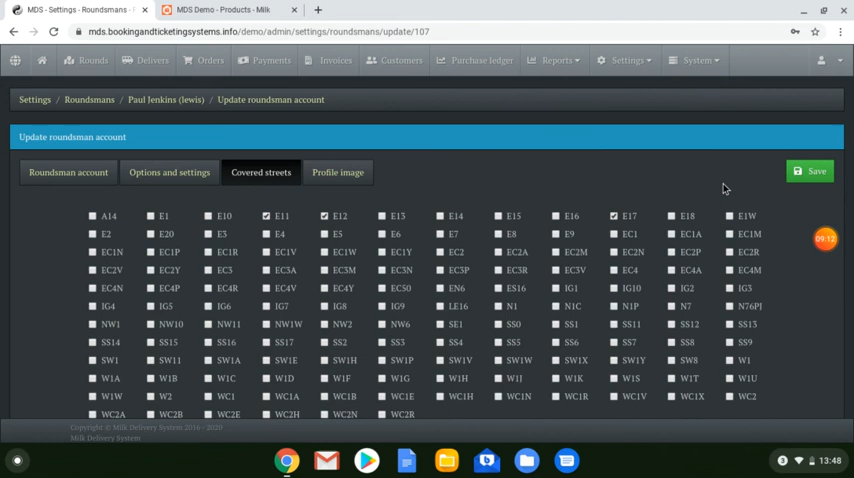 MDS - Settings - Roundsmans -
MDS Demo - Products - Milk
mds.bookingandticketingsystems.info/demo/admin/settings/roundsmans/update/107
Rounds Delivers Orders Payments Invoices Customers Purchase ledger Reports Settings System
Settings / Roundsmans / Paul Jenkins (lewis) / Update roundsman account
Update roundsman account
Roundsman account Options and settings Covered streets Profile image Save
A14 E1 E10 E11 E12 E13 E14 E15 E16 E17 E18 E1W
09:12
E2 E20 E3 E4 E5 E6 E7 E8 E9 EC1 EC1A EC1M
EC1N EC1P EC1R EC1V EC1W EC1Y EC2 EC2A EC2M EC2N EC2P EC2R
EC2V EC2Y EC3 EC3A EC3M EC3N EC3P EC3R EC3V EC4 EC4A EC4M
EC4N EC4P EC4R EC4V EC4Y EC50 EN6 ES16 IG1 IG10 IG2 IG3
IG4 IG5 IG6 IG7 IG8 IG9 LE16 N1 N1C N1P N7 N76PJ
NW1 NW10 NW11 NW1W NW2 NW6 SE1 SS0 SS1 SS11 SS12 SS13
SS14 SS15 SS16 SS17 SS2 SS3 SS4 SS5 SS6 SS7 SS8 SS9
SW1 SW11 SW1A SW1E SW1H SW1P SW1V SW1W SW1X SW1Y SW8 W1
W1A W1B W1C W1D W1F W1G W1H W1J W1K W1S W1T W1U
W1W W2 WC1 WC1A WC1B WC1E WC1H WC1N WC1R WC1V WC1X WC2
WC2A WC2B WC2E WC2H WC2N WC2R
Copyright © Milk Delivery System 2016 - 2020
Milk Delivery System
3 13:48